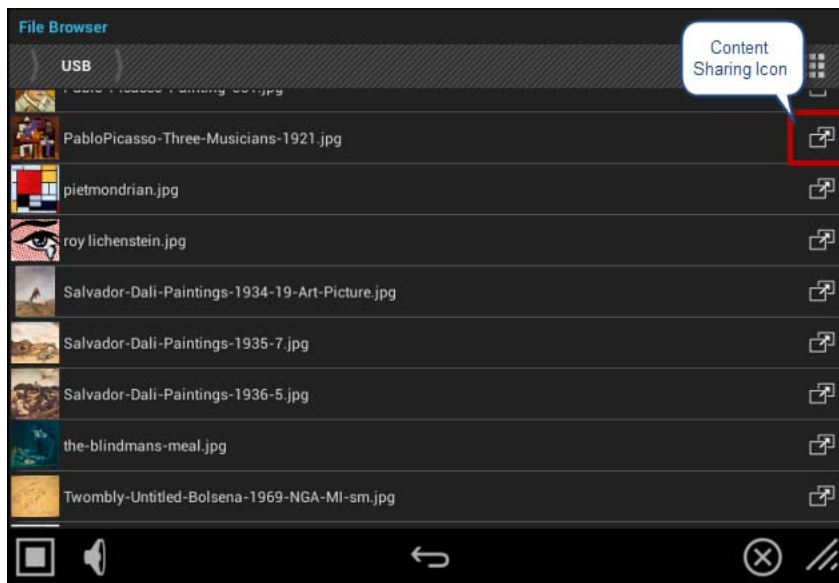 File Browser
USB
Content
Sharing Icon
PabloPicasso-Three-Musicians-1921.jpg
pietmondrian.jpg
roy lichenstein.jpg
Salvador-Dali-Paintings-1934-19-Art-Picture.jpg
Salvador-Dali-Paintings-1935-7.jpg
Salvador-Dali-Paintings-1936-5.jpg
the-blindmans-meal.jpg
Twombly-Untitled-Bolsena-1969-NGA-MI-sm.jpg